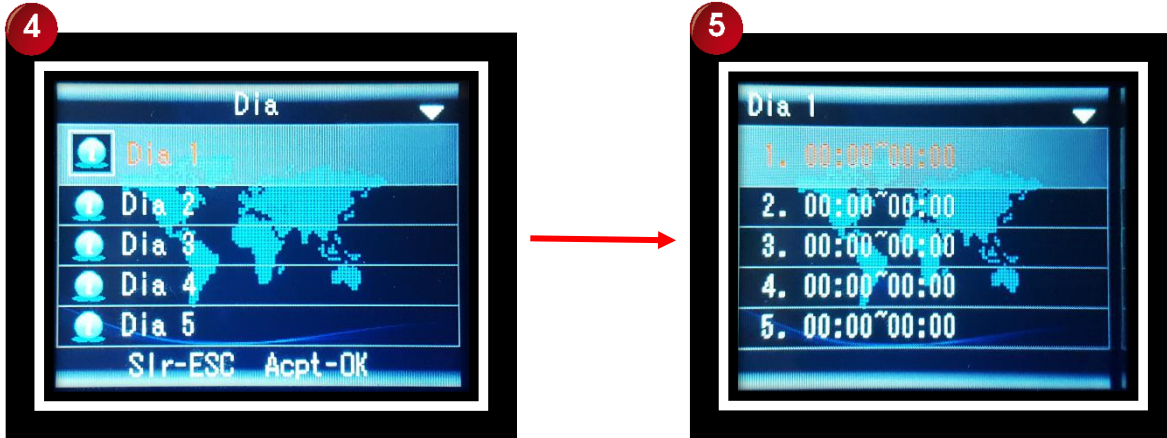 4
Dia
Dia 1
Dia 2
Dia 3
Dia 4
Dia 5
Slr-ESC Acpt-OK
5
Dia 1
1. 00:00~00:00
2. 00:00~00:00
3. 00:00~00:00
4. 00:00~00:00
5. 00:00~00:00